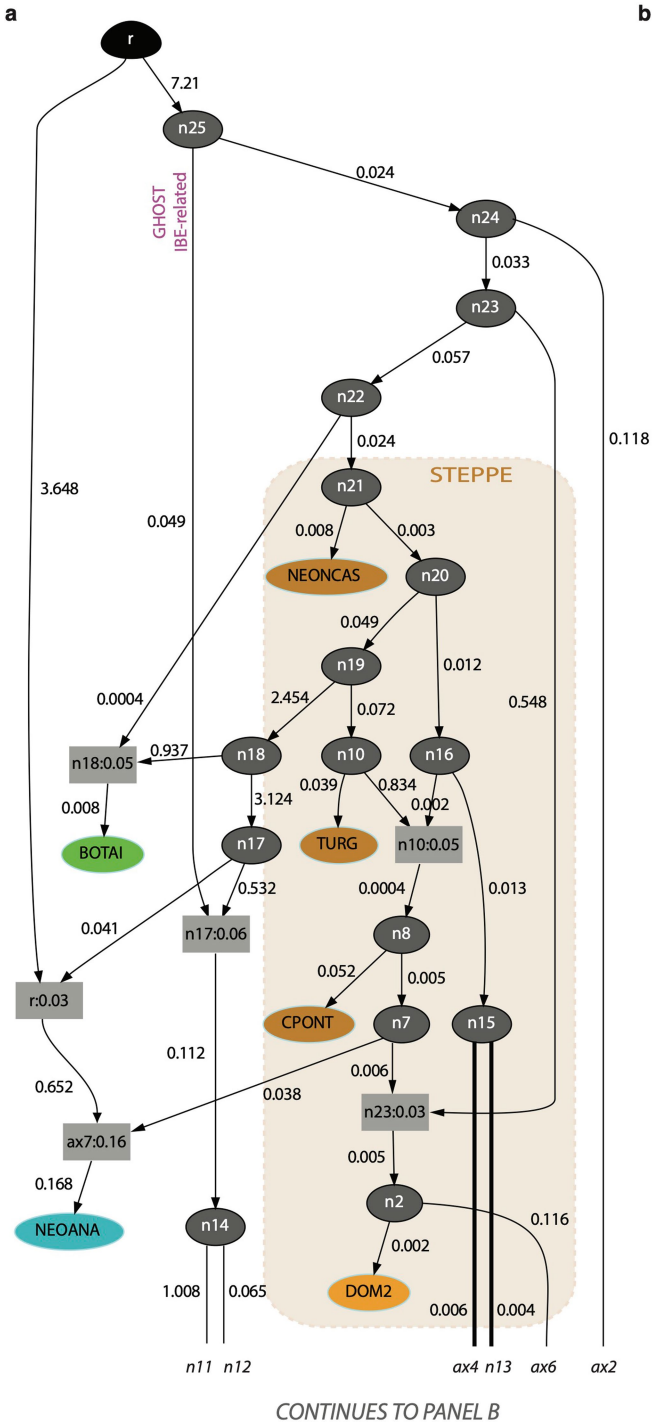 a
b
r
7.21
n25
0.024
GHOST
IBE-related
n24
0.033
n23
0.057
n22
0.118
0.024
STEPPE
n21
3.648
0.049
0.008
0.003
NEONCAS
n20
0.049
n19
0.012
2.454
0.0004
0.072
0.548
n18:0.05
0.937
n18
n10
n16
0.039
0.834
0.002
3.124
0.008
BOTAI
n17
TURG
n10:0.05
0.532
0.0004
0.013
0.041
n17:0.06
n8
0.052
0.005
r:0.03
CPONT
n7
n15
0.112
0.006
0.652
0.038
n23:0.03
ax7:0.16
0.005
0.168
n2
NEOANA
n14
0.116
0.002
1.008
0.065
DOM2
0.006
0.004
n11
n12
ax4
n13
ax6
ax2
CONTINUES TO PANEL B